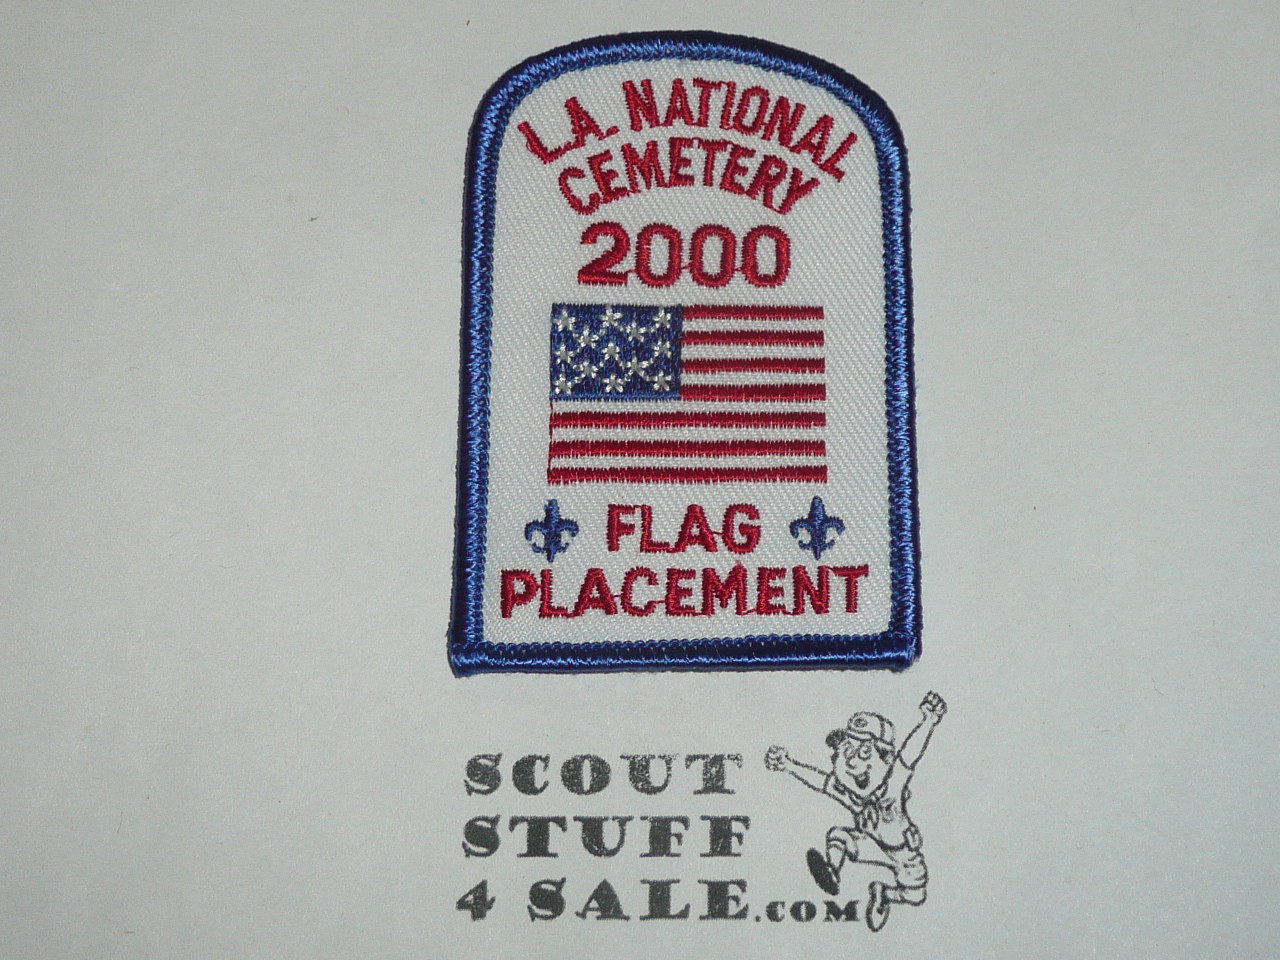 L.A. NATIONAL
CEMETERY
2000
FLAG
PLACEMENT
SCOUT
STUFF
4 SALE.COM